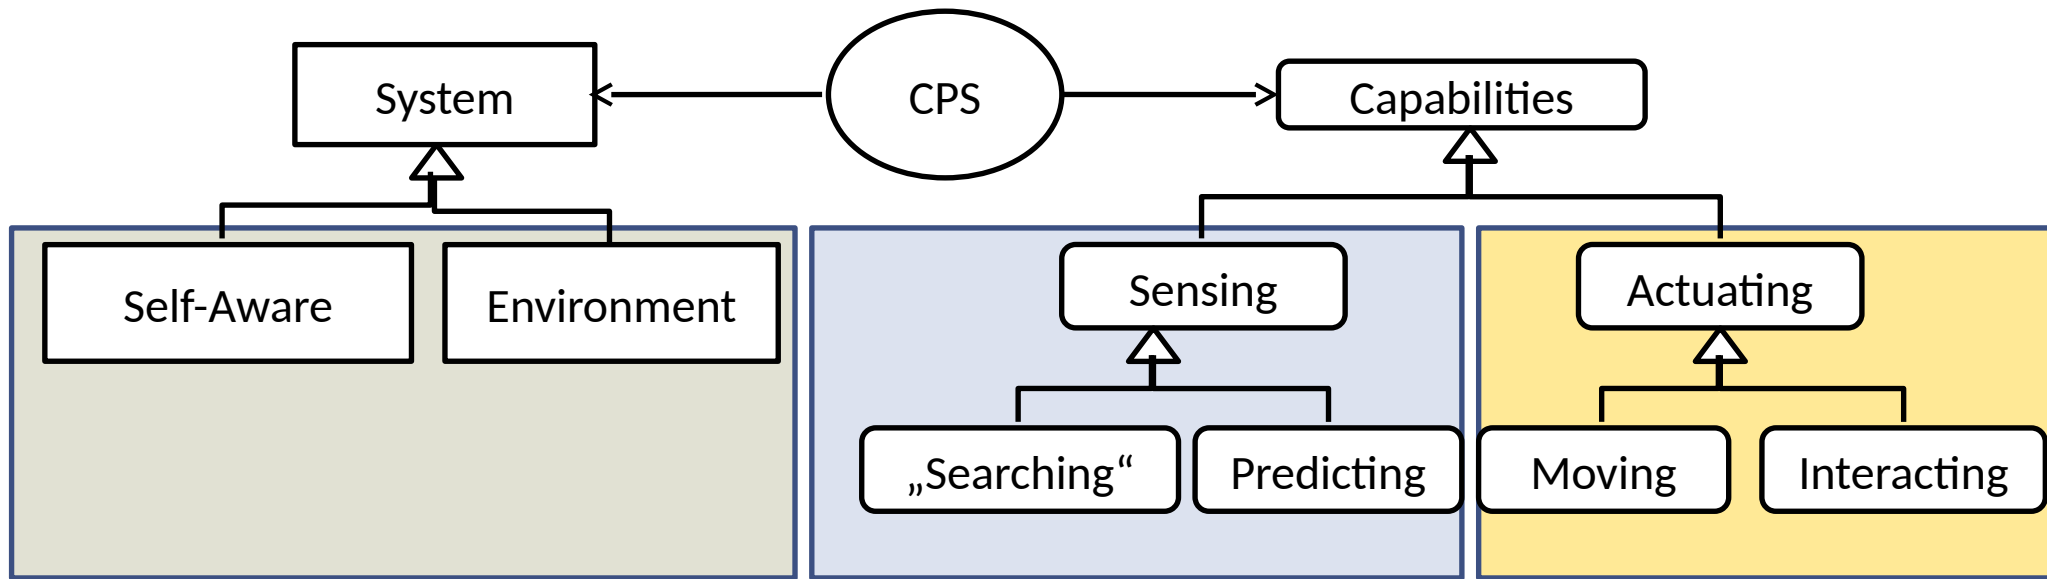 System
CPS
Capabilities
Self-Aware
Environment
Sensing
Actuating
„Searching“
Predicting
Moving
Interacting